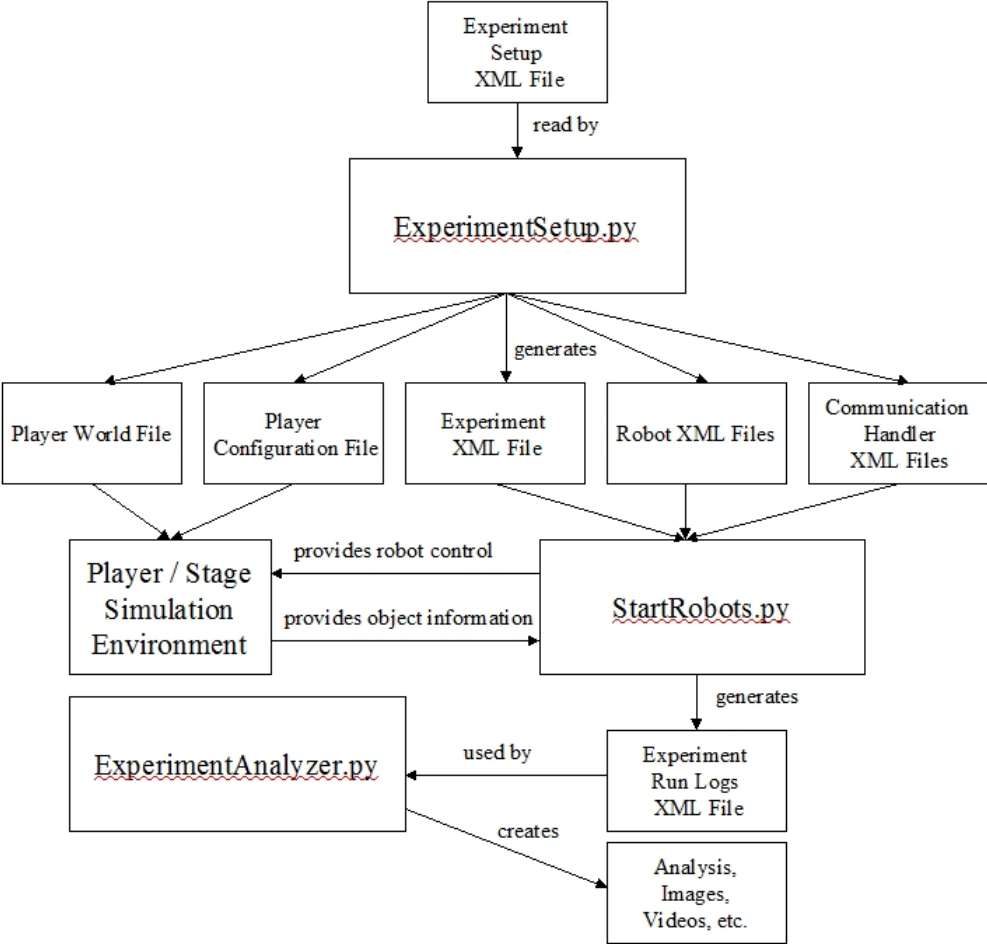 Experiment
Setup
XML File
read by
ExperimentSetup.py
generates
Player World File
Player
Configuration File
Experiment
XML File
Robot XML Files
Communication
Handler
XML Files
provides robot control
Player / Stage
Simulation
Environment
provides object information
StartRobots.py
generates
ExperimentAnalyzer.py
used by
Experiment
Run Logs
XML File
creates
Analysis,
Images,
Videos, etc.